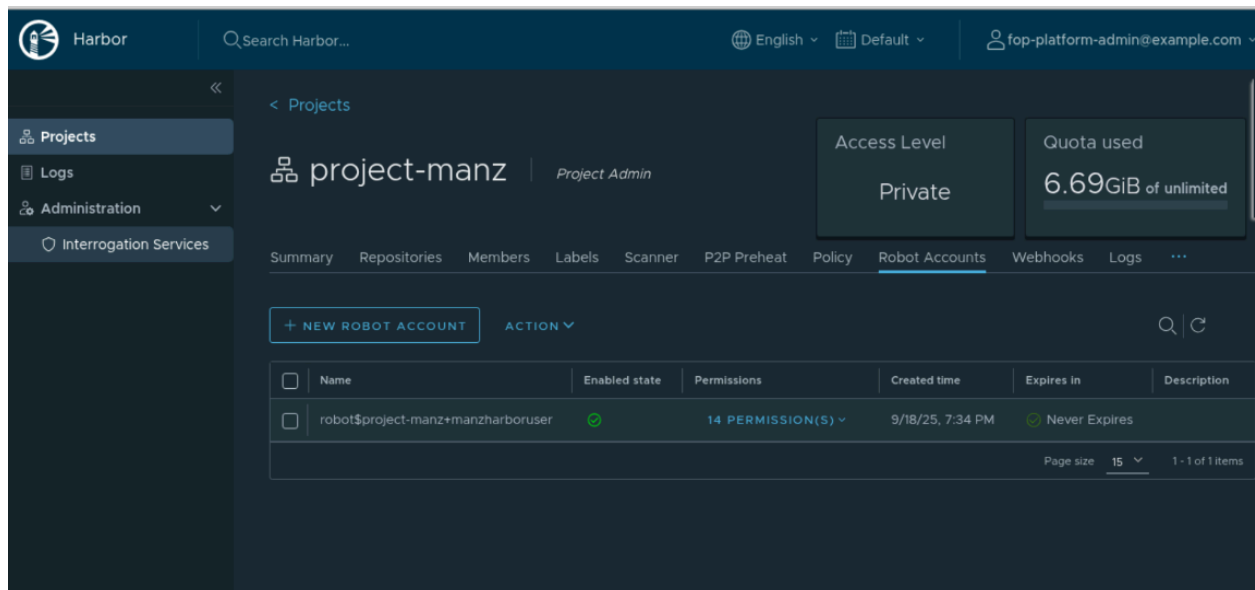 Harbor
Search Harbor...
English
Default
fop-platform-admin@example.com
Projects
Logs
Administration
Interrogation Services
< Projects
project-manz
Project Admin
Access Level
Private
Quota used
6.69GiB of unlimited
Summary Repositories Members Labels Scanner P2P Preheat Policy Robot Accounts Webhooks Logs ...
+ NEW ROBOT ACCOUNT ACTION
Name Enabled state Permissions Created time Expires in Description
robot$project-manz+manzharboruser 14 PERMISSION(S) 9/18/25, 7:34 PM Never Expires
Page size 15 1 - 1 of 1 items